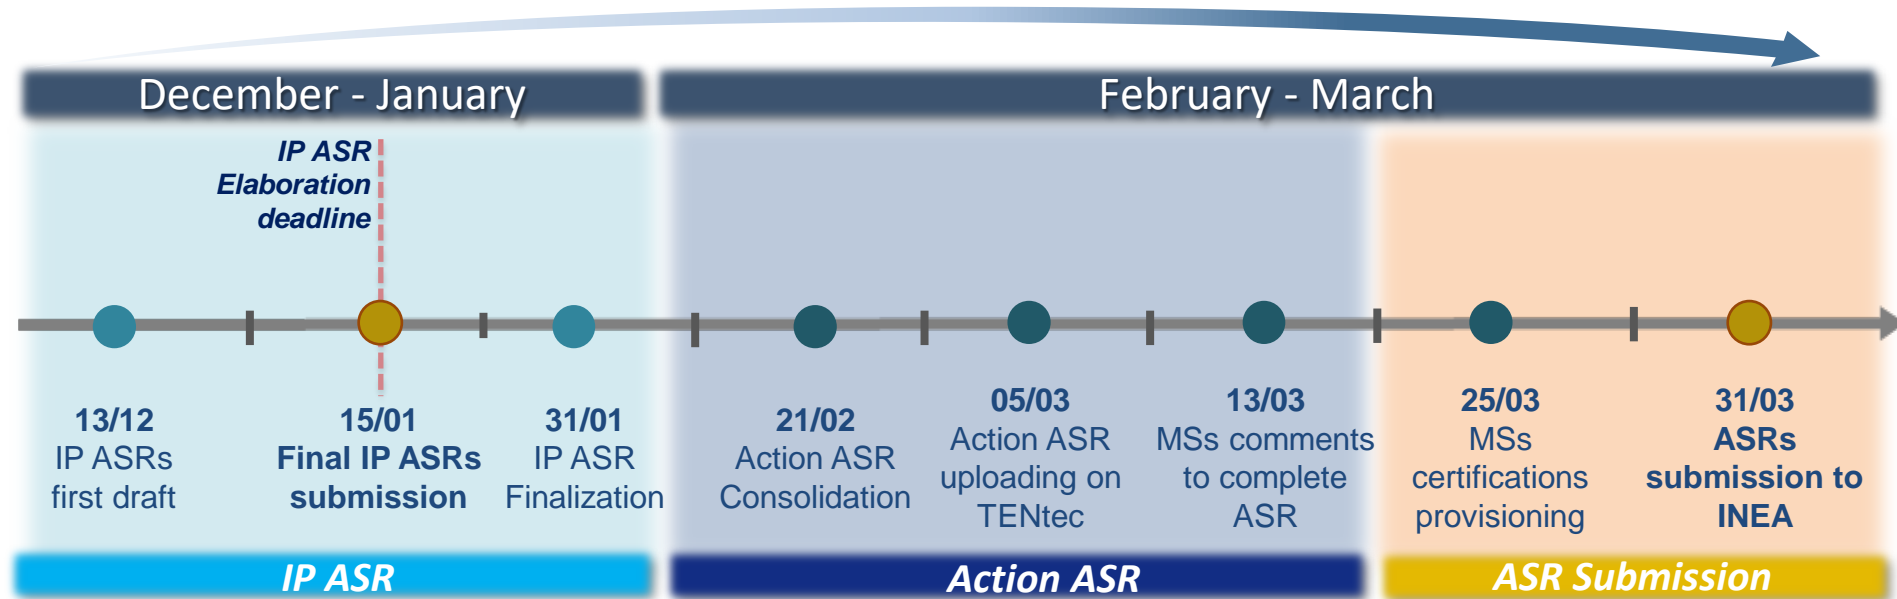 December - January
February - March
IP ASR
Elaboration
deadline
13/12
IP ASRs
first draft
15/01
Final IP ASRs
submission
31/01
IP ASR
Finalization
21/02
Action ASR
Consolidation
05/03
Action ASR
uploading on
TENtec
13/03
MSs comments
to complete
ASR
25/03
MSs
certifications
provisioning
31/03
ASRs
submission to
INEA
IP ASR
Action ASR
ASR Submission